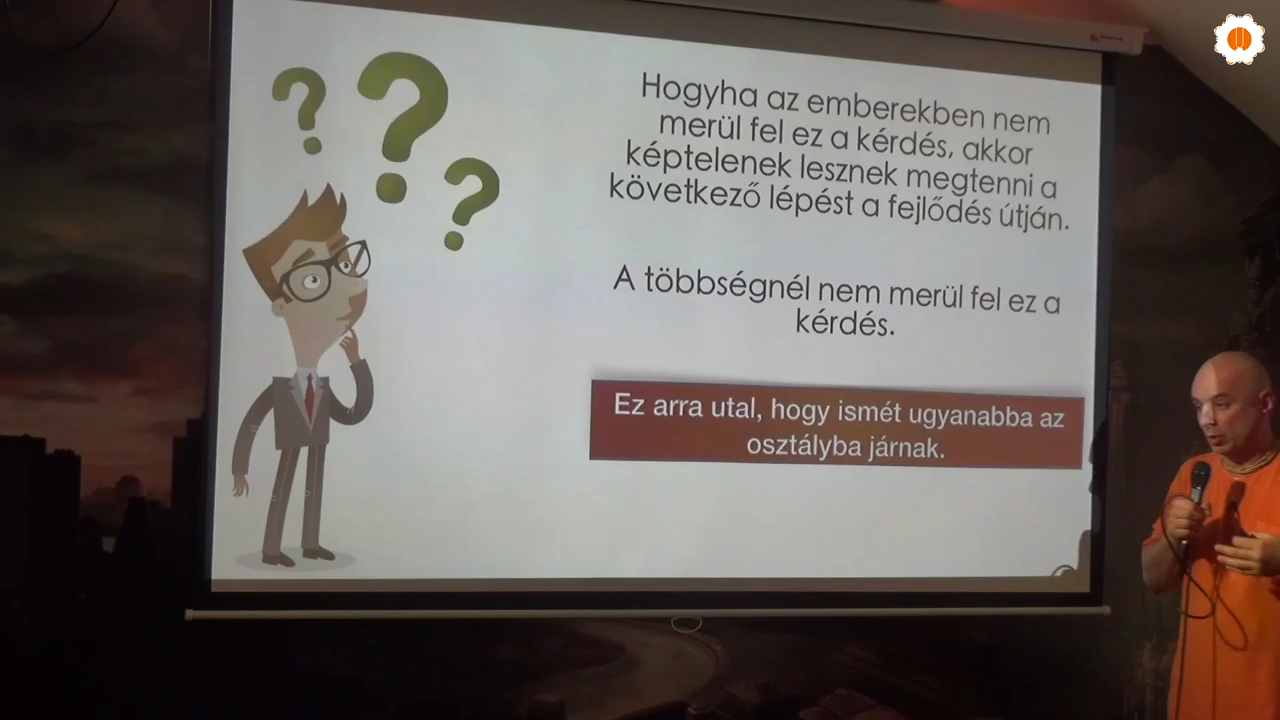 Hogyha az emberekben nem
merül fel ez a kérdés, akkor
képtelenek lesznek megtenni a
következő lépést a fejlődés útján.
A többségnél nem merül fel ez a
kérdés.
Ez arra utal, hogy ismét ugyanabba az
osztályba járnak.